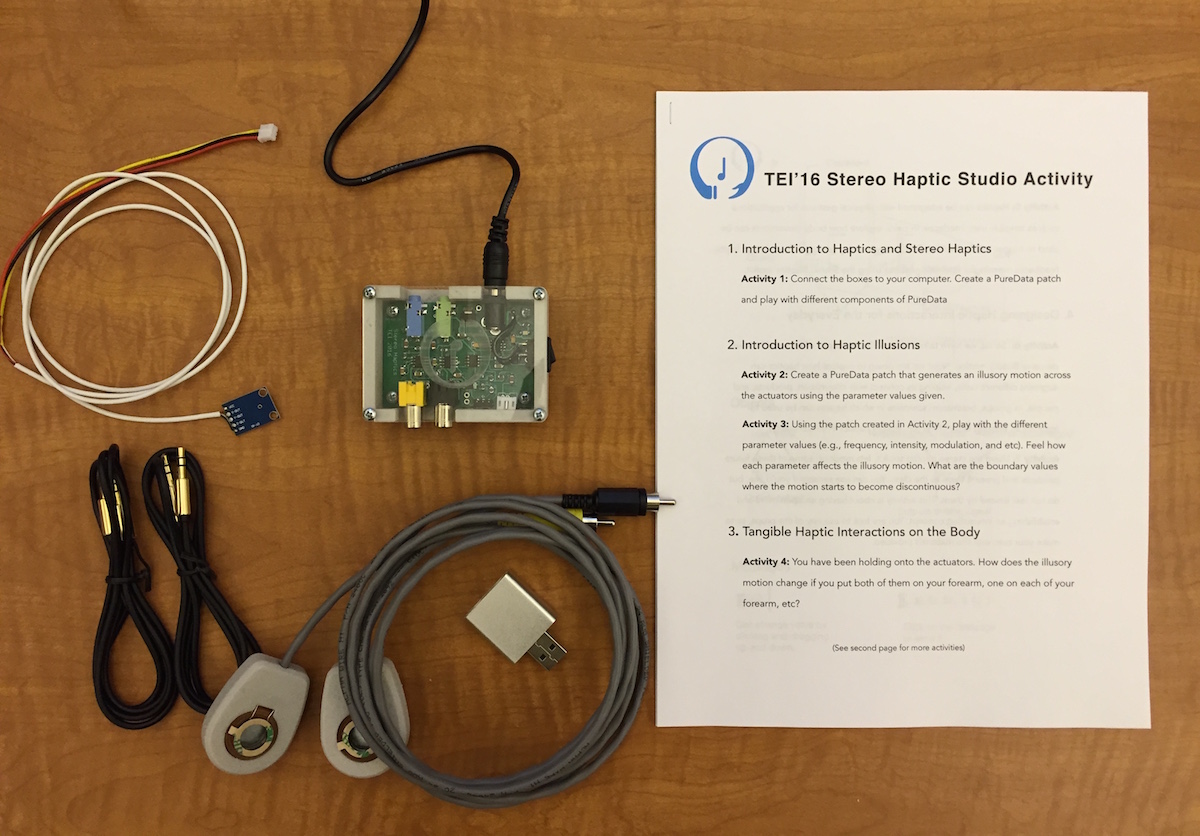 TEI’16 Stereo Haptic Studio Activity
1. Introduction to Haptics and Stereo Haptics
Activity 1: Connect the boxes to your computer. Create a PureData patch
and play with different components of PureData
2. Introduction to Haptic Illusions
Activity 2: Create a PureData patch that generates an illusory motion across
the actuators using the parameter values given.
Activity 3: Using the patch created in Activity 2, play with the different
parameter values (e.g., frequency, intensity, modulation, and etc). Feel how
each parameter affects the illusory motion. What are the boundary values
where the motion starts to become discontinuous?
3. Tangible Haptic Interactions on the Body
Activity 4: You have been holding onto the actuators. How does the illusory
motion change if you put both of them on your forearm, one on each of your
forearm, etc?
(See second page for more activities)